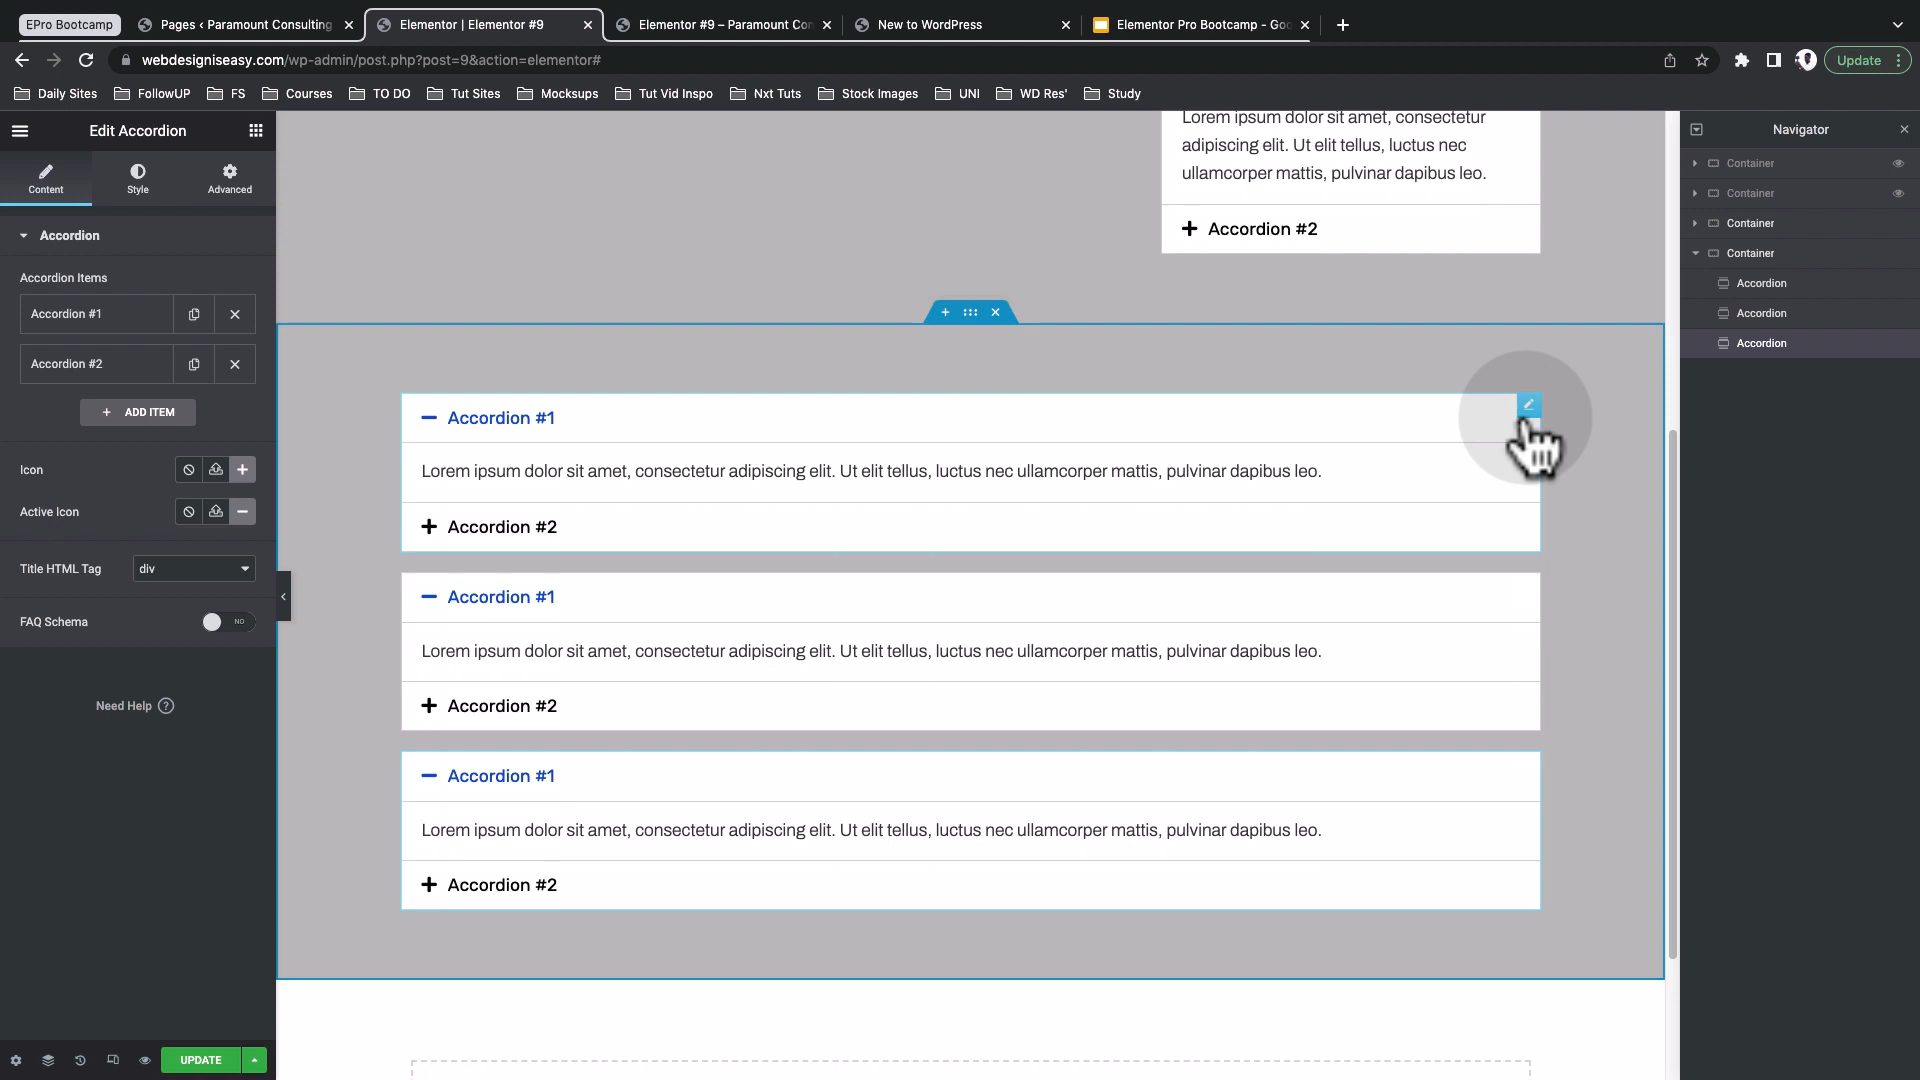 EPro Bootcamp
Pages ‹ Paramount Consulting
Elementor | Elementor #9
Elementor #9 – Paramount Con
New to WordPress
Elementor Pro Bootcamp - Goo
webdesigniseasy.com/wp-admin/post.php?post=9&action=elementor#
Update
Daily Sites
FollowUP
FS
Courses
TO DO
Tut Sites
Mocksups
Tut Vid Inspo
Nxt Tuts
Stock Images
UNI
WD Res'
Study
Edit Accordion
Content
Style
Advanced
Accordion
Accordion Items
Accordion #1
Accordion #2
+ ADD ITEM
Icon
Active Icon
Title HTML Tag
div
FAQ Schema
NO
Need Help ?
UPDATE
Lorem ipsum dolor sit amet, consectetur
adipiscing elit. Ut elit tellus, luctus nec
ullamcorper mattis, pulvinar dapibus leo.
Accordion #2
Accordion #1
Lorem ipsum dolor sit amet, consectetur adipiscing elit. Ut elit tellus, luctus nec ullamcorper mattis, pulvinar dapibus leo.
Accordion #2
Accordion #1
Lorem ipsum dolor sit amet, consectetur adipiscing elit. Ut elit tellus, luctus nec ullamcorper mattis, pulvinar dapibus leo.
Accordion #2
Accordion #1
Lorem ipsum dolor sit amet, consectetur adipiscing elit. Ut elit tellus, luctus nec ullamcorper mattis, pulvinar dapibus leo.
Accordion #2
Navigator
Container
Container
Container
Container
Accordion
Accordion
Accordion